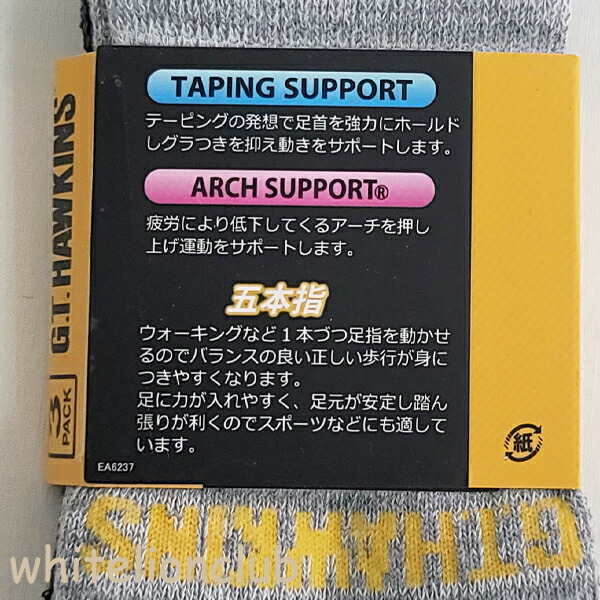 TAPING SUPPORT
テーピングの発想で足首を強力にホールド
しグラつきを抑え動きをサポートします。
ARCH SUPPORT®
疲労により低下してくるアーチを押し
上げ運動をサポートします。
五本指
ウォーキングなど1本づつ足指を動かせ
るのでバランスの良い正しい歩行が身に
つきやすくなります。
足に力が入れやすく、足元が安定し踏ん
張りが利くのでスポーツなどにも適して
います。
EA6237
G.T. HAWKINS
3
PACK
紙
G.T.HAWKINS
whitelionclub